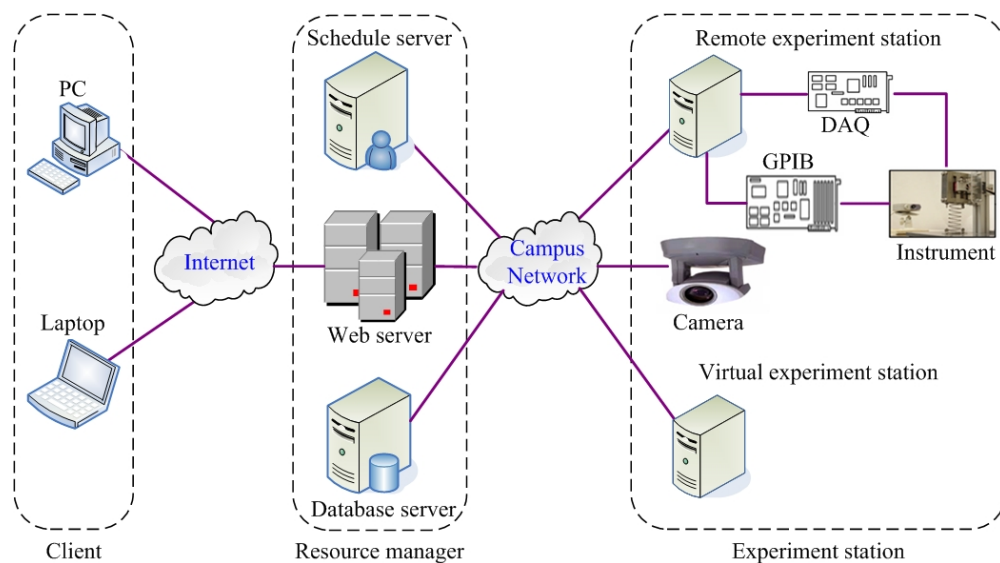 Schedule server
Remote experiment station
PC
DAQ
GPIB
Internet
Campus
Network
Instrument
Laptop
Web server
Camera
Virtual experiment station
Database server
Client
Resource manager
Experiment station